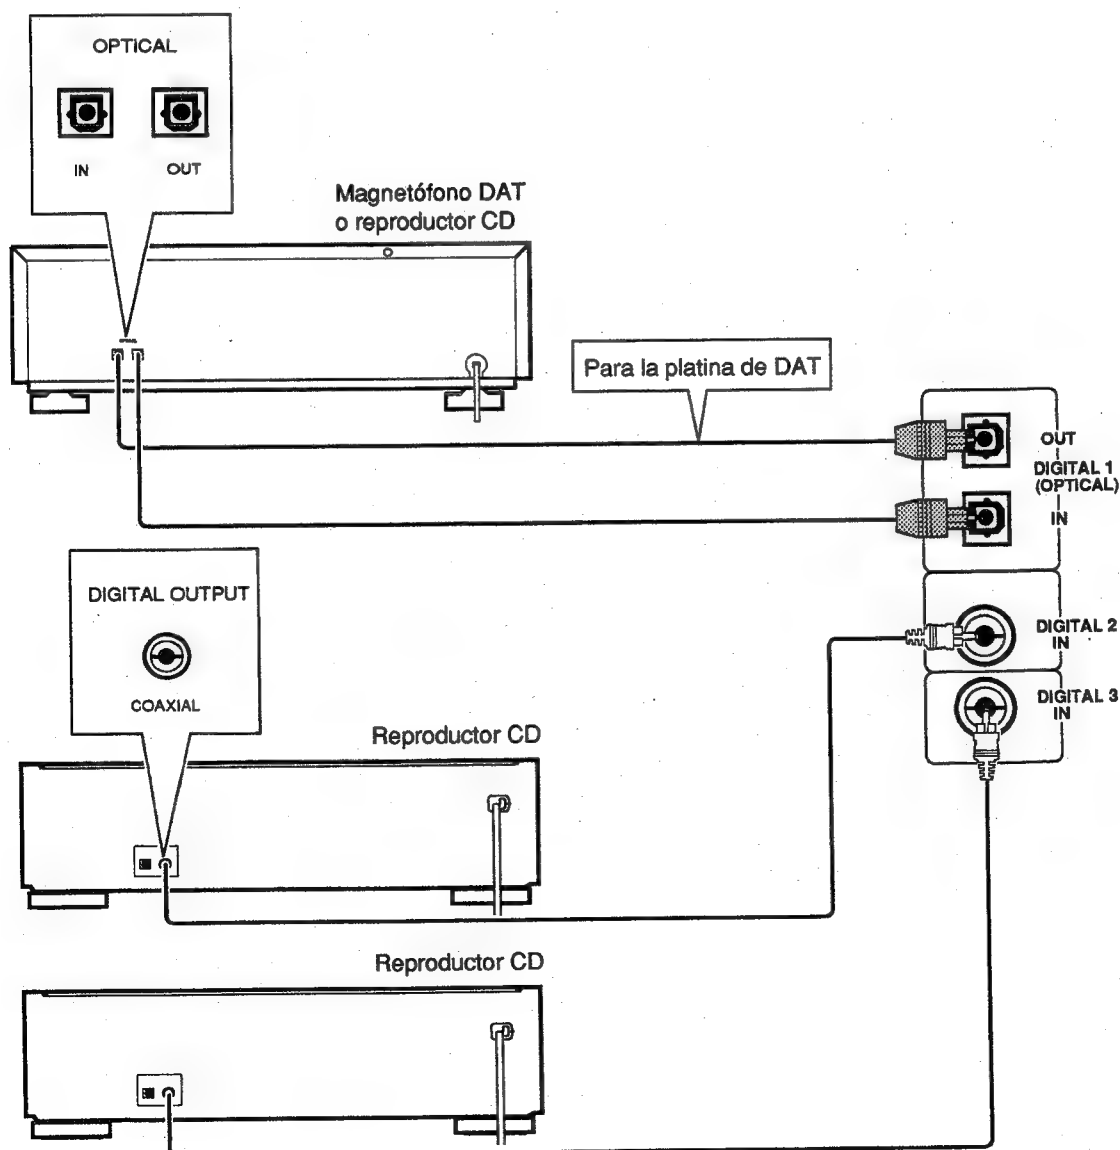 OPTICAL
IN
OUT
Magnetófono DAT
o reproductor CD
Para la platina de DAT
OUT
DIGITAL 1
(OPTICAL)
IN
DIGITAL OUTPUT
COAXIAL
DIGITAL 2
IN
DIGITAL 3
IN
Reproductor CD
Reproductor CD